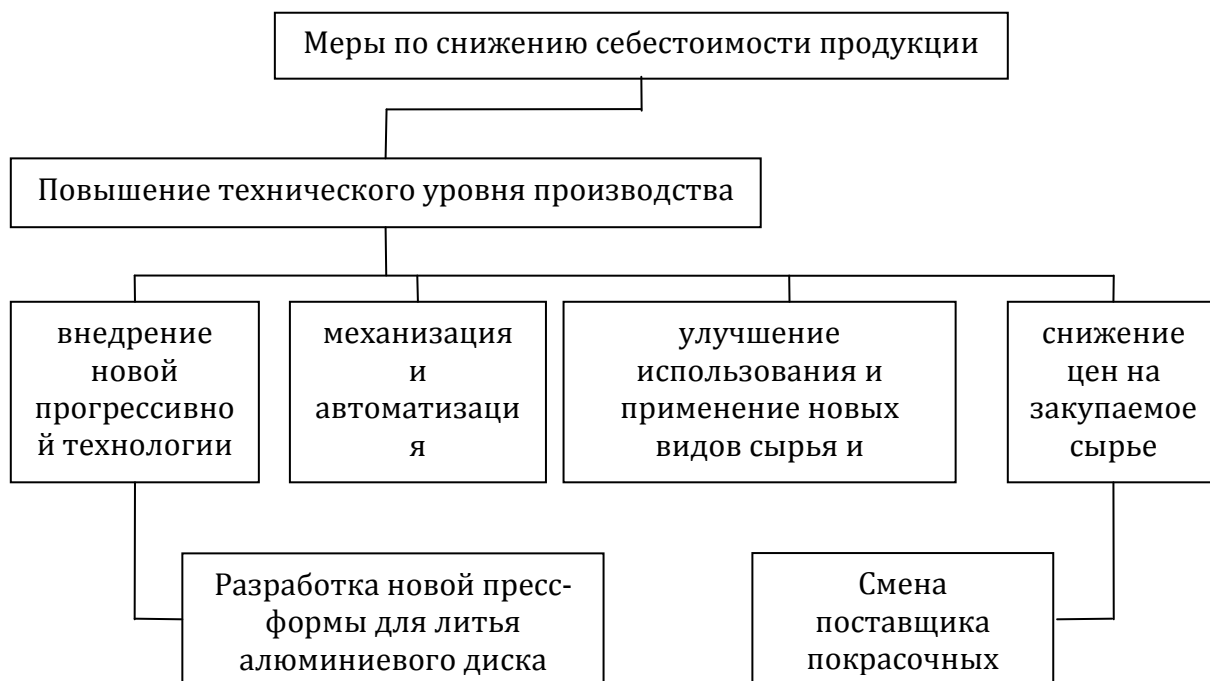 Меры по снижению себестоимости продукции
Повышение технического уровня производства
внедрение
новой
прогрессивно
й технологии
механизация
и
автоматизаци
я
улучшение
использования и
применение новых
видов сырья и
снижение
цен на
закупаемое
сырье
Разработка новой пресс-
формы для литья
алюминиевого диска
Смена
поставщика
покрасочных